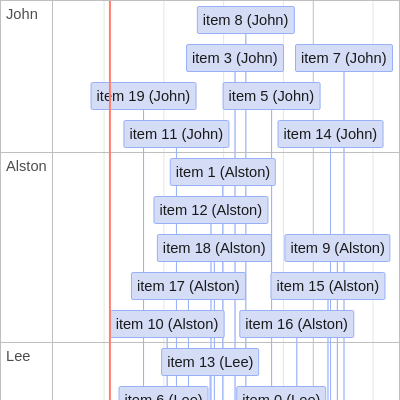 John
item 8 (John)
item 3 (John)
item 7 (John)
item 19 (John)
item 5 (John)
item 11 (John)
item 14 (John)
Alston
item 1 (Alston)
item 12 (Alston)
item 18 (Alston)
item 9 (Alston)
item 17 (Alston)
item 15 (Alston)
item 10 (Alston)
item 16 (Alston)
Lee
item 13 (Lee)
item 6 (Lee)
item 0 (Lee)